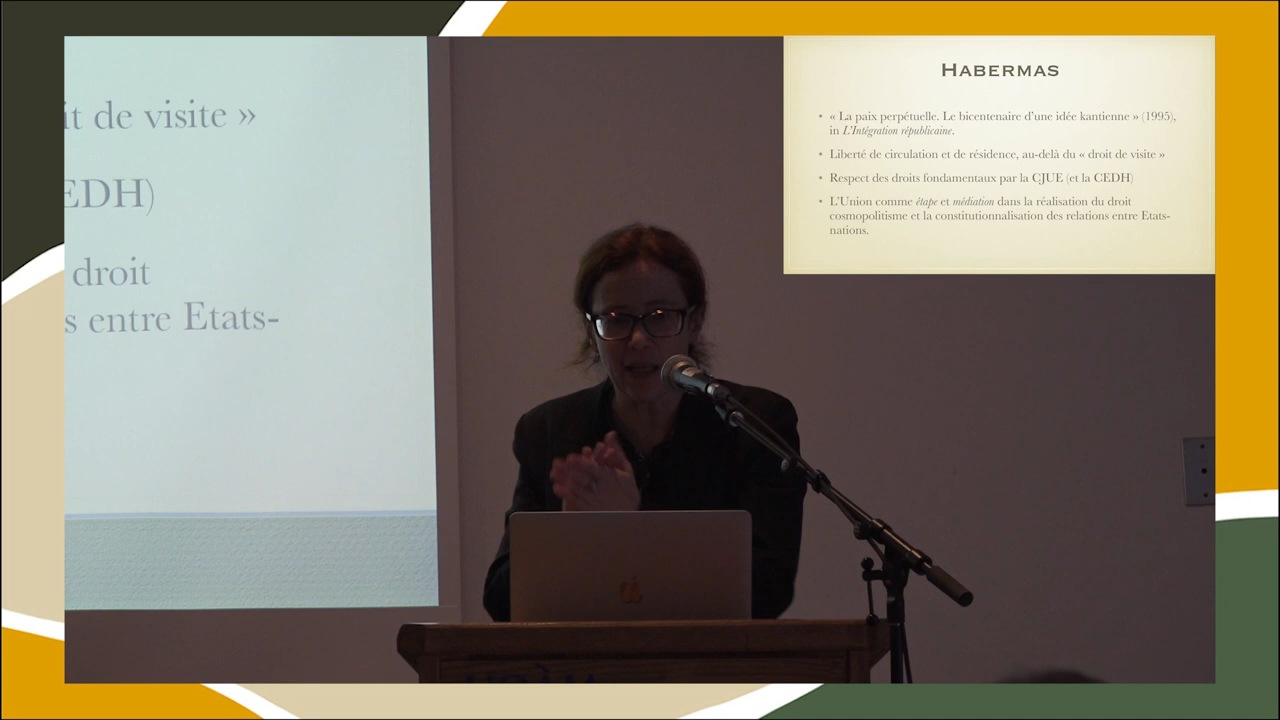 it de visite »
EDH)
droit
s entre Etats-
Habermas
• « La paix perpétuelle. Le bicentenaire d'une idée kantienne » (1995),
in L'Intégration républicaine.
• Liberté de circulation et de résidence, au-delà du « droit de visite »
• Respect des droits fondamentaux par la CJUE (et la CEDH)
• L'Union comme étape et médiation dans la réalisation du droit
cosmopolitisme et la constitutionnalisation des relations entre Etats-
nations.